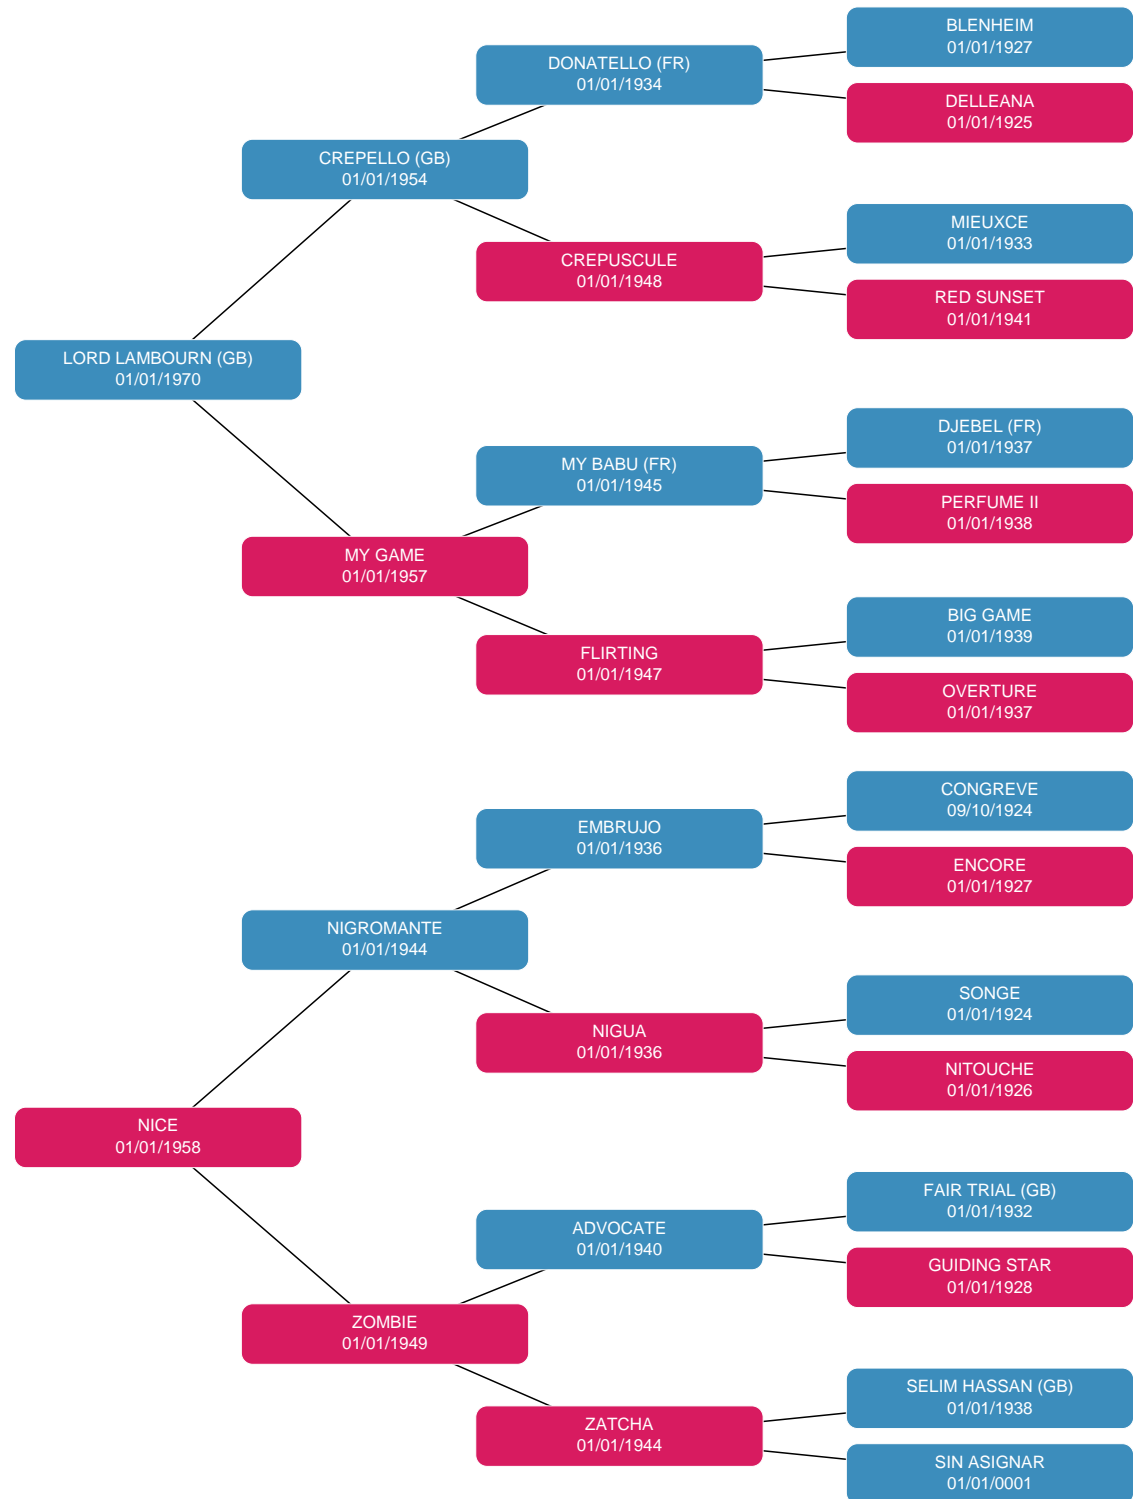 BLENHEIM
01/01/1927
DONATELLO (FR)
01/01/1934
DELLEANA
01/01/1925
CREPELLO (GB)
01/01/1954
MIEUXCE
01/01/1933
CREPUSCULE
01/01/1948
RED SUNSET
01/01/1941
LORD LAMBOURN (GB)
01/01/1970
DJEBEL (FR)
01/01/1937
MY BABU (FR)
01/01/1945
PERFUME II
01/01/1938
MY GAME
01/01/1957
BIG GAME
01/01/1939
FLIRTING
01/01/1947
OVERTURE
01/01/1937
CONGREVE
09/10/1924
EMBRUJO
01/01/1936
ENCORE
01/01/1927
NIGROMANTE
01/01/1944
SONGE
01/01/1924
NIGUA
01/01/1936
NITOUCHE
01/01/1926
NICE
01/01/1958
FAIR TRIAL (GB)
01/01/1932
ADVOCATE
01/01/1940
GUIDING STAR
01/01/1928
ZOMBIE
01/01/1949
SELIM HASSAN (GB)
01/01/1938
ZATCHA
01/01/1944
SIN ASIGNAR
01/01/0001